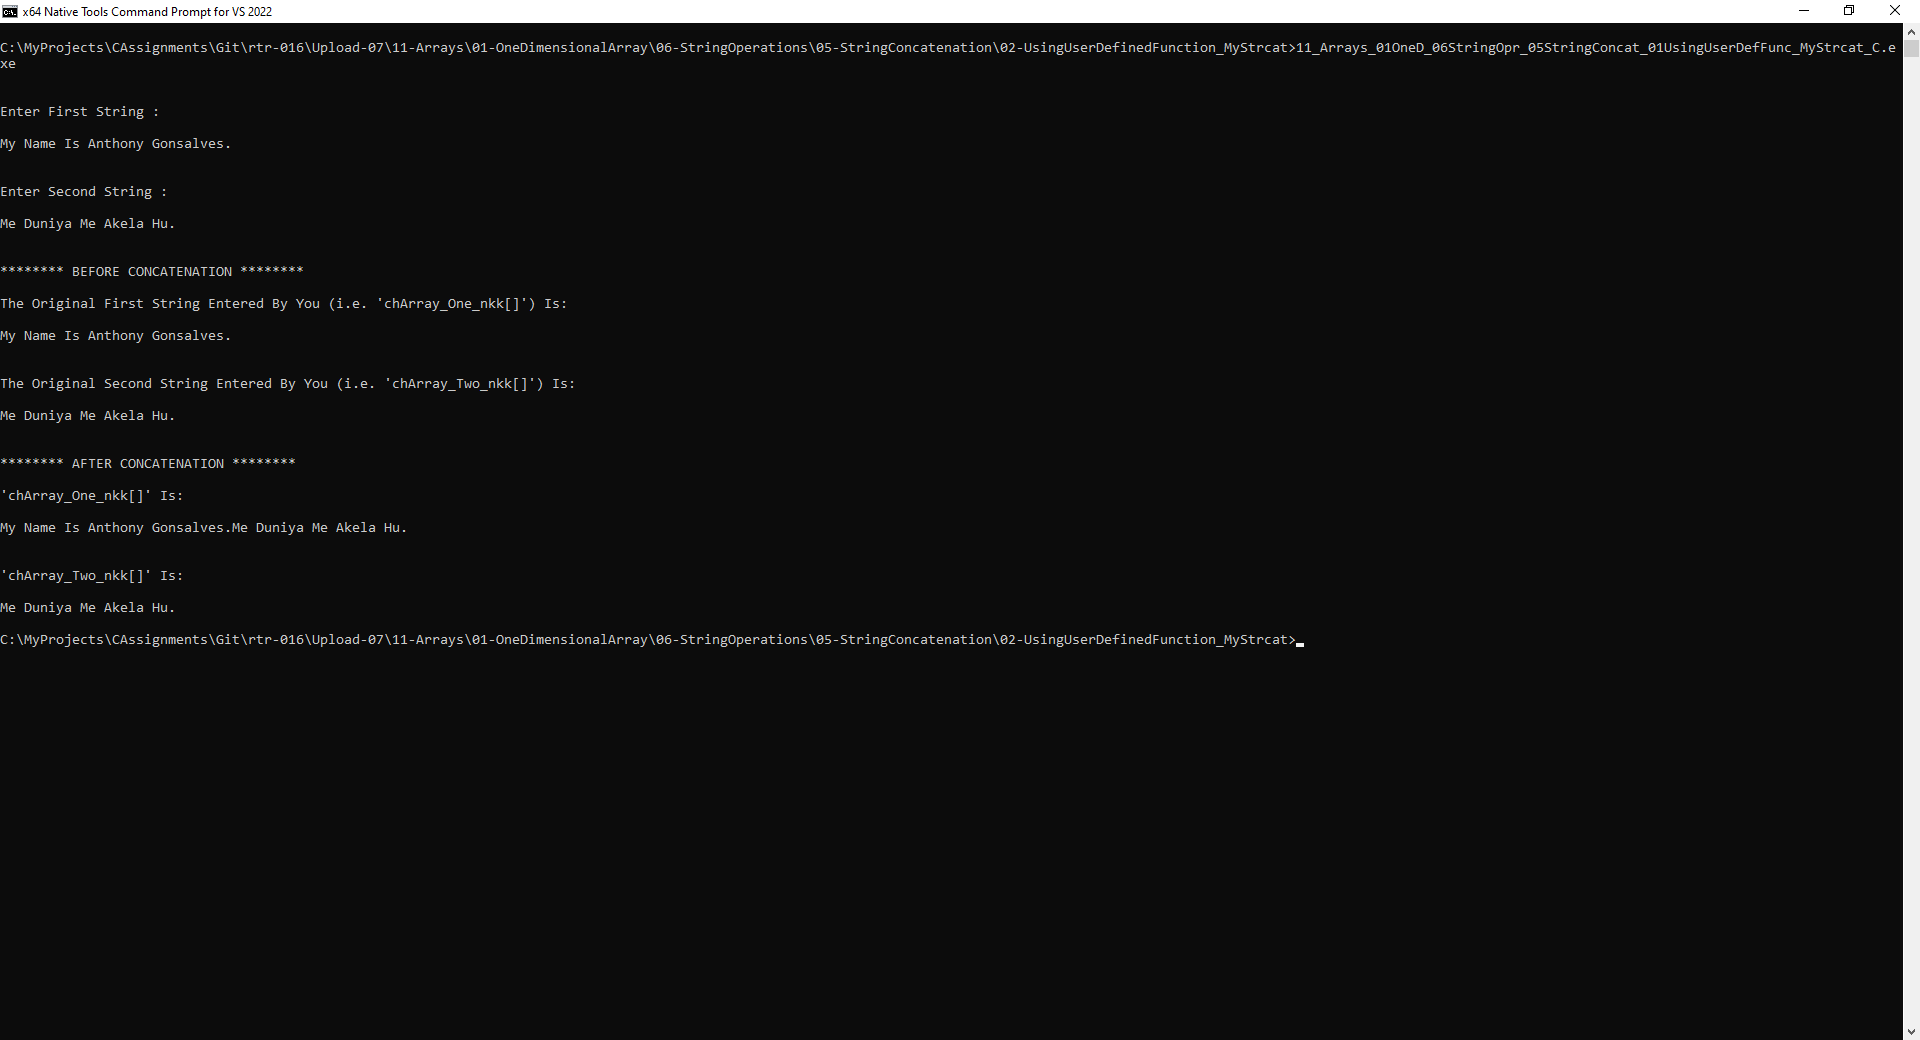 x64 Native Tools Command Prompt for VS 2022
C:\MyProjects\CAssignments\Git\rtr-016\Upload-07\11-Arrays\01-OneDimensionalArray\06-StringOperations\05-StringConcatenation\02-UsingUserDefinedFunction_MyStrcat>11_Arrays_01OneD_06StringOpr_05StringConcat_01UsingUserDefFunc_MyStrcat_C.e
xe
Enter First String :
My Name Is Anthony Gonsalves.
Enter Second String :
Me Duniya Me Akela Hu.
******** BEFORE CONCATENATION ********
The Original First String Entered By You (i.e. 'chArray_One_nkk[]') Is:
My Name Is Anthony Gonsalves.
The Original Second String Entered By You (i.e. 'chArray_Two_nkk[]') Is:
Me Duniya Me Akela Hu.
******** AFTER CONCATENATION ********
'chArray_One_nkk[]' Is:
My Name Is Anthony Gonsalves.Me Duniya Me Akela Hu.
'chArray_Two_nkk[]' Is:
Me Duniya Me Akela Hu.
C:\MyProjects\CAssignments\Git\rtr-016\Upload-07\11-Arrays\01-OneDimensionalArray\06-StringOperations\05-StringConcatenation\02-UsingUserDefinedFunction_MyStrcat>